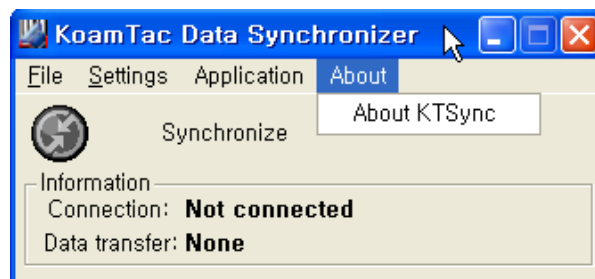 KoamTac Data Synchronizer
File Settings Application About
About KTSync
Synchronize
Information
Connection: Not connected
Data transfer: None